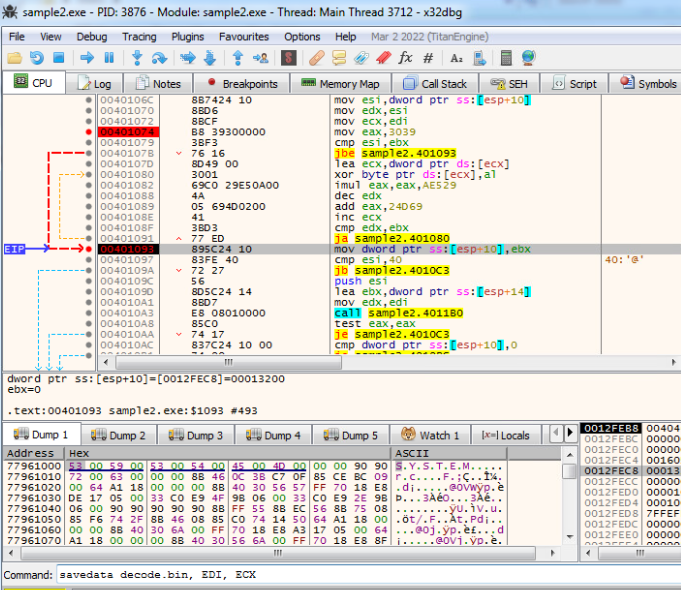 sample2.exe - PID: 3876 - Module: sample2.exe - Thread: Main Thread 3712 - x32dbg
File View Debug Tracing Plugins Favourites Options Help Mar 2 2022 (TitanEngine)
CPU Log Notes Breakpoints Memory Map Call Stack SEH Script Symbols
0040106C 8B7424 10 mov esi,dword ptr ss:[esp+10]
00401070 8BD6 mov edx,esi
00401072 8BCF mov ecx,edi
00401074 B8 39300000 mov eax,3039
00401079 3BF3 cmp esi,ebx
0040107B 76 16 jbe sample2.401093
0040107D 8D49 00 lea ecx,dword ptr ds:[ecx]
00401080 3001 xor byte ptr ds:[ecx],al
00401082 69C0 29E50A00 imul eax,eax,AE529
00401088 4A dec edx
00401089 05 694D0200 add eax,24D69
0040108E 41 inc ecx
0040108F 3BD3 cmp edx,ebx
00401091 77 ED ja sample2.401080
EIP 00401093 895C24 10 mov dword ptr ss:[esp+10],ebx
00401097 83FE 40 cmp esi,40 40:'@'
0040109A 72 27 jb sample2.4010C3
0040109C 56 push esi
0040109D 8D5C24 14 lea ebx,dword ptr ss:[esp+14]
004010A1 8BD7 mov edx,edi
004010A3 E8 08010000 call sample2.4011B0
004010A8 85C0 test eax,eax
004010AA 74 17 je sample2.4010C3
004010AC 837C24 10 00 cmp dword ptr ss:[esp+10],0
dword ptr ss:[esp+10]=[0012FEC8]=00013200
ebx=0
.text:00401093 sample2.exe:$1093 #493
Dump 1 Dump 2 Dump 3 Dump 4 Dump 5 Watch 1 [x=] Locals
Address Hex ASCII
77961000 53 00 59 00 53 00 54 00 45 00 4D 00 00 00 90 90 S.Y.S.T.E.M.....
77961010 72 00 63 00 00 00 8B 46 0C 3B C7 0F 85 CE BC 09 r.c....F.;Ç..Î¼.
77961020 00 64 A1 18 00 00 00 8B 40 30 56 57 FF 70 18 E8 .d¡.....@0VWÿp.è
77961030 DE 17 05 00 33 C0 E9 4F 9B 06 00 33 C0 E9 2E 9B Þ...3ÀéO...3Àé..
77961040 06 00 90 90 90 90 90 8B FF 55 8B EC 56 8B 75 08 ........ÿU.ìV.u.
77961050 85 F6 74 2F 8B 46 08 85 C0 74 14 50 64 A1 18 00 .öt/.F..Àt.Pd¡..
77961060 00 00 8B 40 30 6A 00 FF 70 18 E8 A3 17 05 00 64 ...@0j.ÿp.è£...d
77961070 A1 18 00 00 00 8B 40 30 56 6A 00 FF 70 18 E8 8F ¡.....@0Vj.ÿp.è.
0012FEB8 00404
0012FEBC 00000
0012FEC0 00000
0012FEC4 00160
0012FEC8 00013
0012FECC 00000
0012FED0 00001
0012FED4 00010
0012FED8 7FFEF
0012FEDC 00000
0012FEE0 00000
Command: savedata decode.bin, EDI, ECX